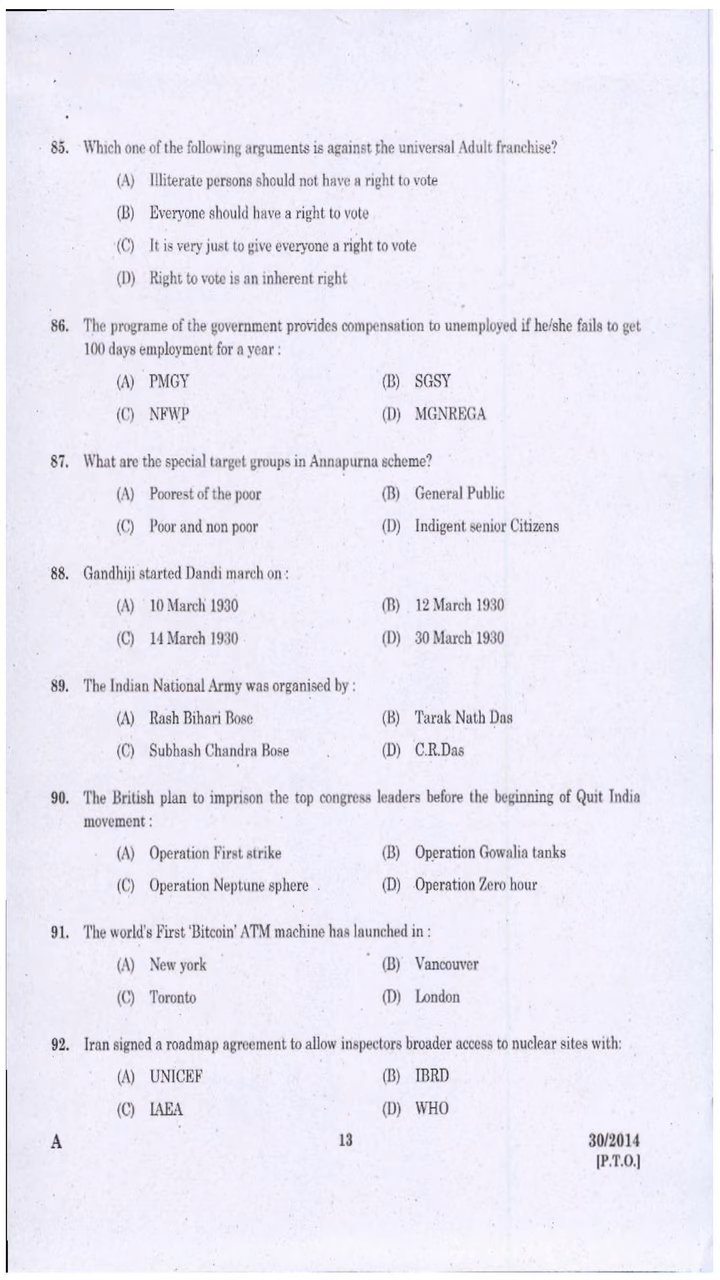 85. Which one of the following arguments is against the universal Adult franchise?
(A) Illiterate persons should not have a right to vote
(B) Everyone should have a right to vote
(C) It is very just to give everyone a right to vote
(D) Right to vote is an inherent right
86. The programe of the government provides compensation to unemployed if he/she fails to get
100 days employment for a year :
(A) PMGY (B) SGSY
(C) NFWP (D) MGNREGA
87. What are the special target groups in Annapurna scheme?
(A) Poorest of the poor (B) General Public
(C) Poor and non poor (D) Indigent senior Citizens
88. Gandhiji started Dandi march on :
(A) 10 March 1930 (B) 12 March 1930
(C) 14 March 1930 (D) 30 March 1930
89. The Indian National Army was organised by :
(A) Rash Bihari Bose (B) Tarak Nath Das
(C) Subhash Chandra Bose (D) C.R.Das
90. The British plan to imprison the top congress leaders before the beginning of Quit India
movement :
(A) Operation First strike (B) Operation Gowalia tanks
(C) Operation Neptune sphere (D) Operation Zero hour
91. The world's First 'Bitcoin' ATM machine has launched in :
(A) New york (B) Vancouver
(C) Toronto (D) London
92. Iran signed a roadmap agreement to allow inspectors broader access to nuclear sites with:
(A) UNICEF (B) IBRD
(C) IAEA (D) WHO
A 13 30/2014
[P.T.O.]